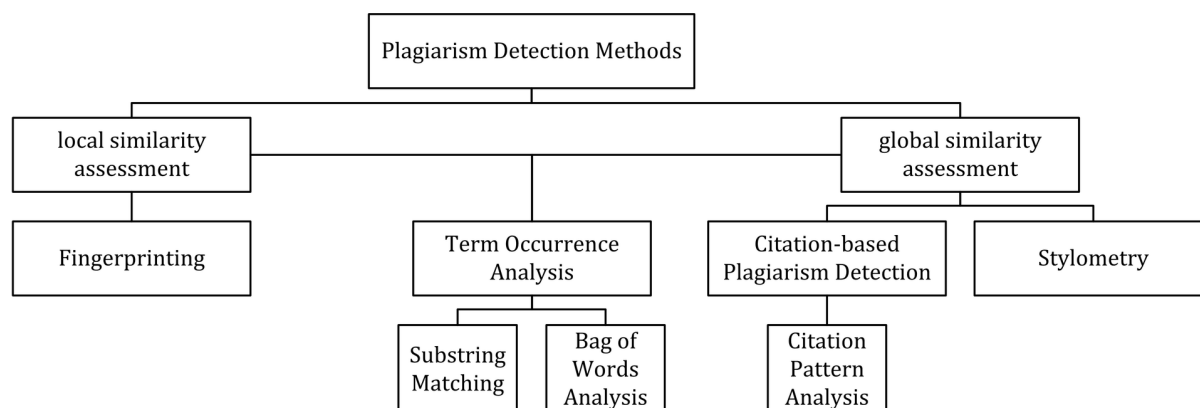 Plagiarism Detection Methods
local similarity
assessment
global similarity
assessment
Fingerprinting
Term Occurrence
Analysis
Citation-based
Plagiarism Detection
Stylometry
Substring
Matching
Bag of
Words
Analysis
Citation
Pattern
Analysis